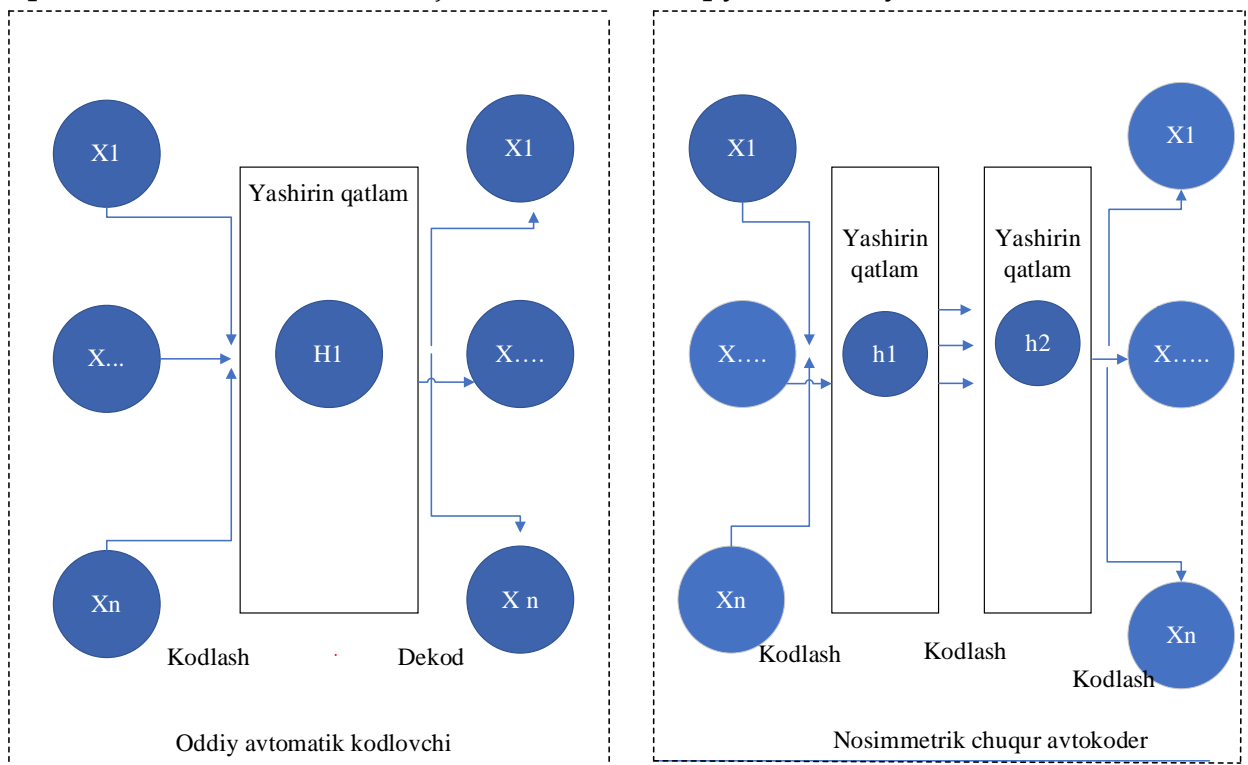 X1
X1
Yashirin qatlam
X...
H1
X....
Xn
X n
Kodlash
Dekod
Oddiy avtomatik kodlovchi
X1
X1
Yashirin
qatlam
Yashirin
qatlam
X....
h1
h2
X.....
Xn
Xn
Kodlash
Kodlash
Kodlash
Nosimmetrik chuqur avtokoder